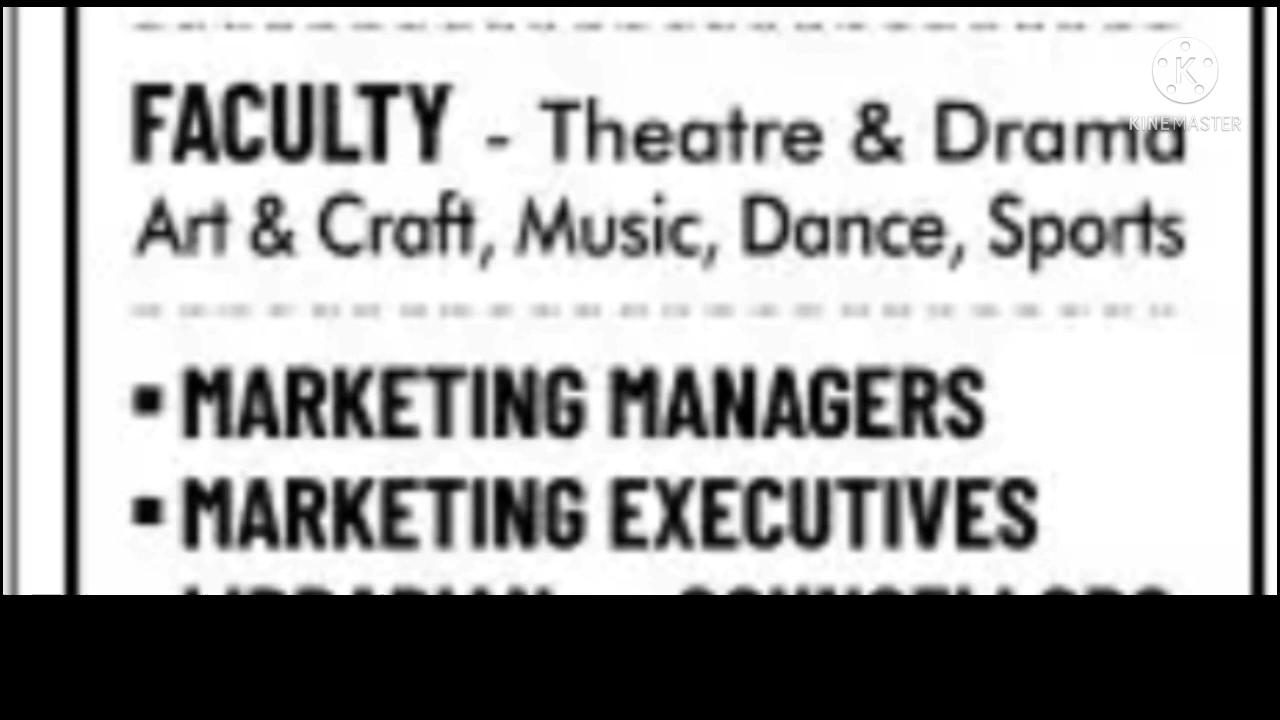 FACULTY - Theatre & Drama
Art & Craft, Music, Dance, Sports
▪ MARKETING MANAGERS
▪ MARKETING EXECUTIVES
K
KINEMASTER